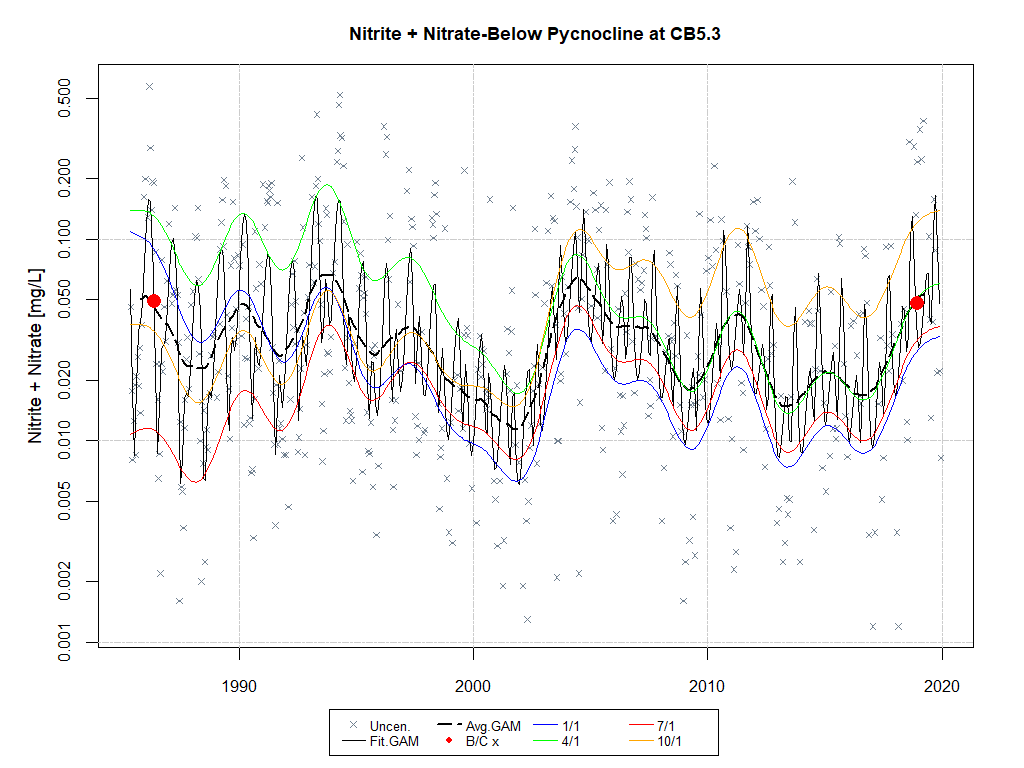 Nitrite + Nitrate-Below Pycnocline at CB5.3
Nitrite + Nitrate [mg/L]
0.500
0.200
0.100
0.050
0.020
0.010
0.005
0.002
0.001
1990 2000 2010 2020
Uncen. Avg.GAM 1/1 7/1
Fit.GAM B/C x 4/1 10/1